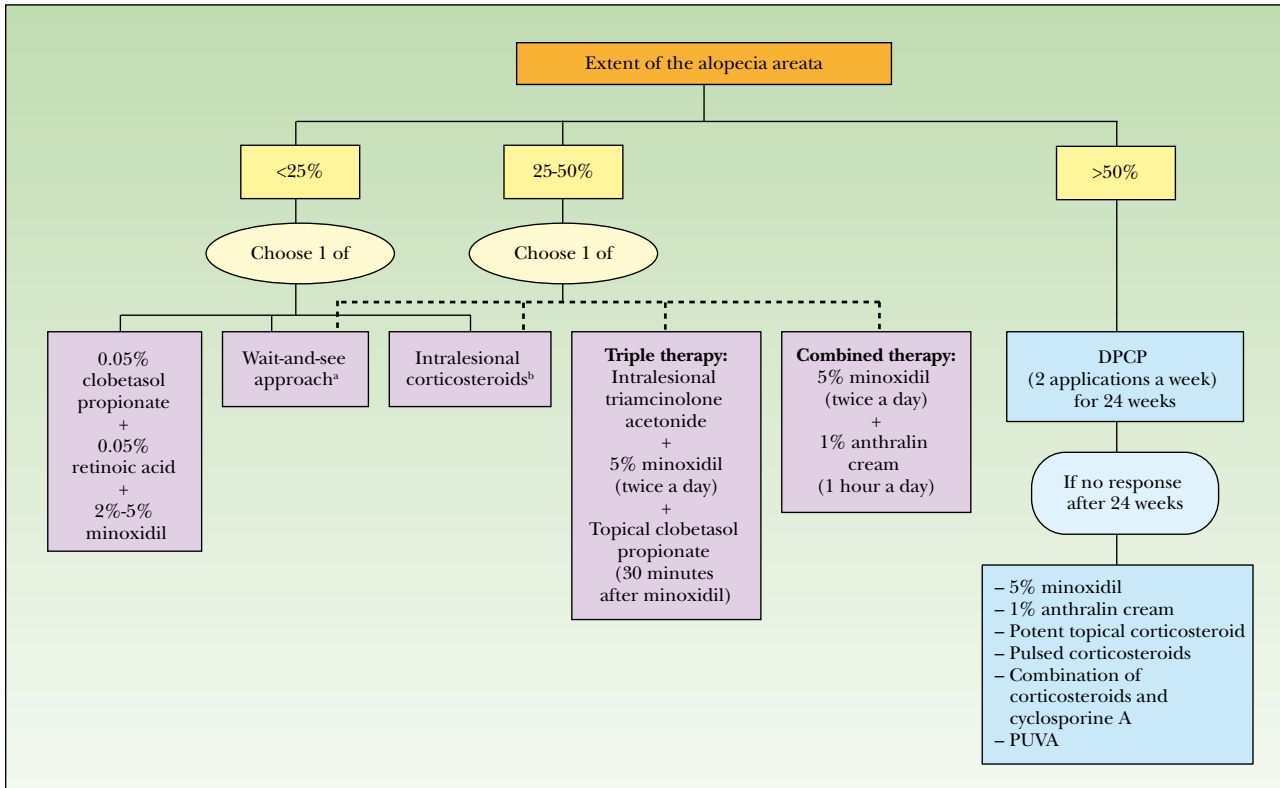 Extent of the alopecia areata
<25%
25-50%
>50%
Choose 1 of
Choose 1 of
0.05%
clobetasol
propionate
+
0.05%
retinoic acid
+
2%-5%
minoxidil
Wait-and-see
approachᵃ
Intralesional
corticosteroidsᵇ
Triple therapy:
Intralesional
triamcinolone
acetonide
+
5% minoxidil
(twice a day)
+
Topical clobetasol
propionate
(30 minutes
after minoxidil)
Combined therapy:
5% minoxidil
(twice a day)
+
1% anthralin
cream
(1 hour a day)
DPCP
(2 applications a week)
for 24 weeks
If no response
after 24 weeks
– 5% minoxidil
– 1% anthralin cream
– Potent topical corticosteroid
– Pulsed corticosteroids
– Combination of
corticosteroids and
cyclosporine A
– PUVA